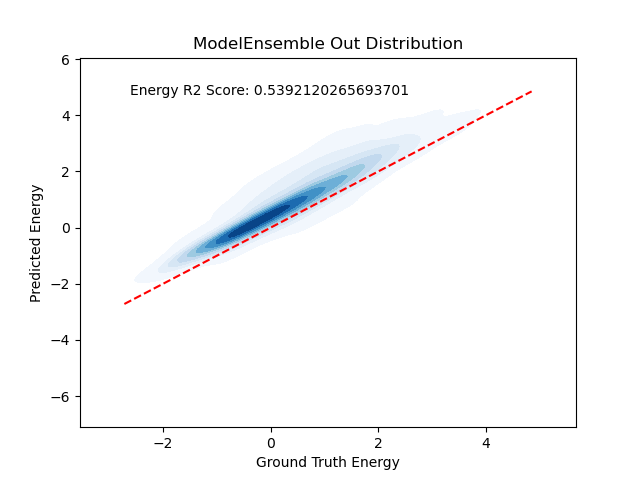 ModelEnsemble Out Distribution
Energy R2 Score: 0.5392120265693701
6
4
2
0
−2
−4
−6
Predicted Energy
−2 0 2 4
Ground Truth Energy